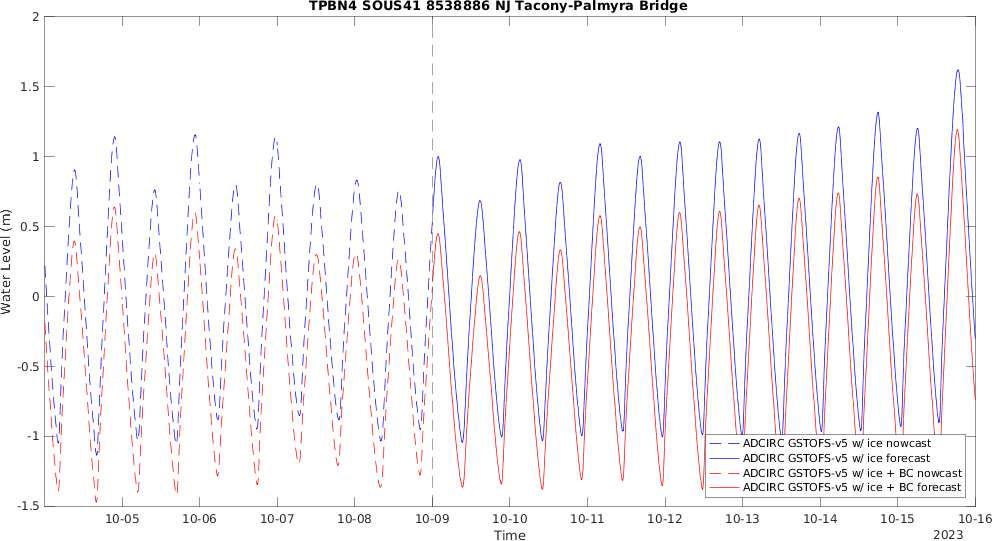 TPBN4 SOUS41 8538886 NJ Tacony-Palmyra Bridge
2
1.5
1
0.5
0
-0.5
-1
-1.5
Water Level (m)
ADCIRC GSTOFS-v5 w/ ice nowcast
ADCIRC GSTOFS-v5 w/ ice forecast
ADCIRC GSTOFS-v5 w/ ice + BC nowcast
ADCIRC GSTOFS-v5 w/ ice + BC forecast
10-05 10-06 10-07 10-08 10-09 10-10 10-11 10-12 10-13 10-14 10-15 10-16
Time
2023